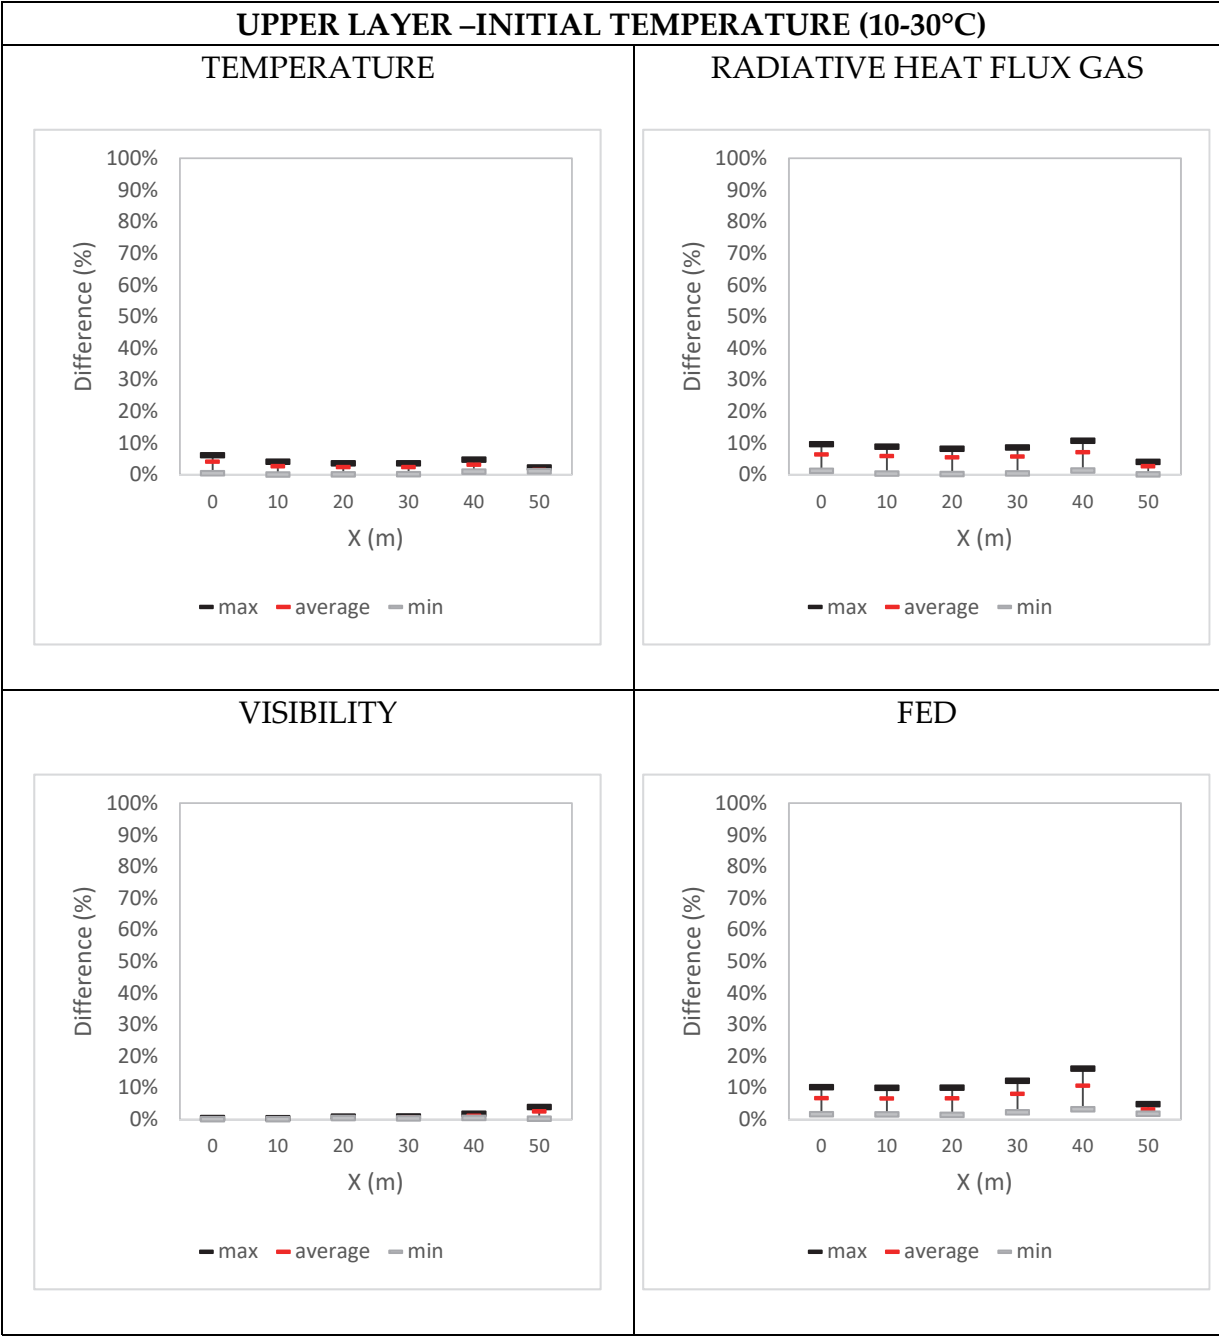 UPPER LAYER –INITIAL TEMPERATURE (10-30°C)
TEMPERATURE
100%
90%
80%
70%
60%
50%
40%
30%
20%
10%
0%
Difference (%)
0 10 20 30 40 50
X (m)
max average min
RADIATIVE HEAT FLUX GAS
100%
90%
80%
70%
60%
50%
40%
30%
20%
10%
0%
Difference (%)
0 10 20 30 40 50
X (m)
max average min
VISIBILITY
100%
90%
80%
70%
60%
50%
40%
30%
20%
10%
0%
Difference (%)
0 10 20 30 40 50
X (m)
max average min
FED
100%
90%
80%
70%
60%
50%
40%
30%
20%
10%
0%
Difference (%)
0 10 20 30 40 50
X (m)
max average min